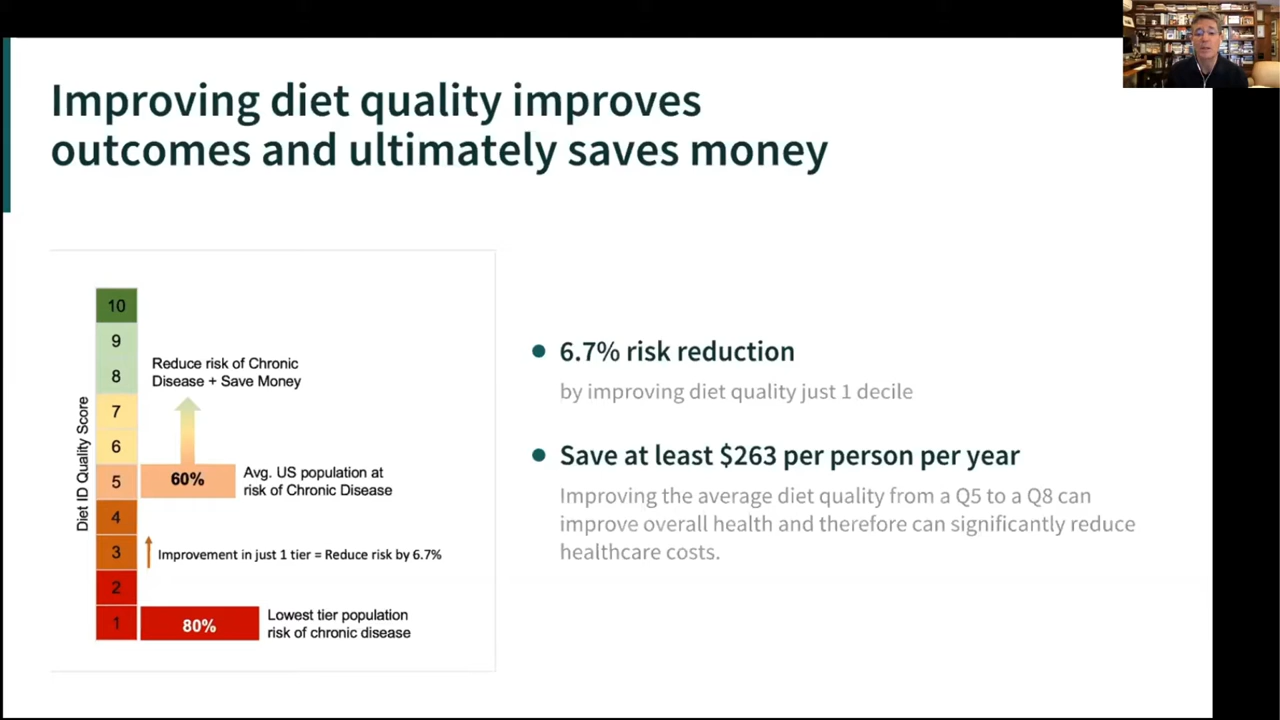 Improving diet quality improves
outcomes and ultimately saves money
Diet ID Quality Score
10
9
8
7
6
5
4
3
2
1
Reduce risk of Chronic
Disease + Save Money
60%
Avg. US population at
risk of Chronic Disease
Improvement in just 1 tier = Reduce risk by 6.7%
80%
Lowest tier population
risk of chronic disease
6.7% risk reduction
by improving diet quality just 1 decile
Save at least $263 per person per year
Improving the average diet quality from a Q5 to a Q8 can
improve overall health and therefore can significantly reduce
healthcare costs.